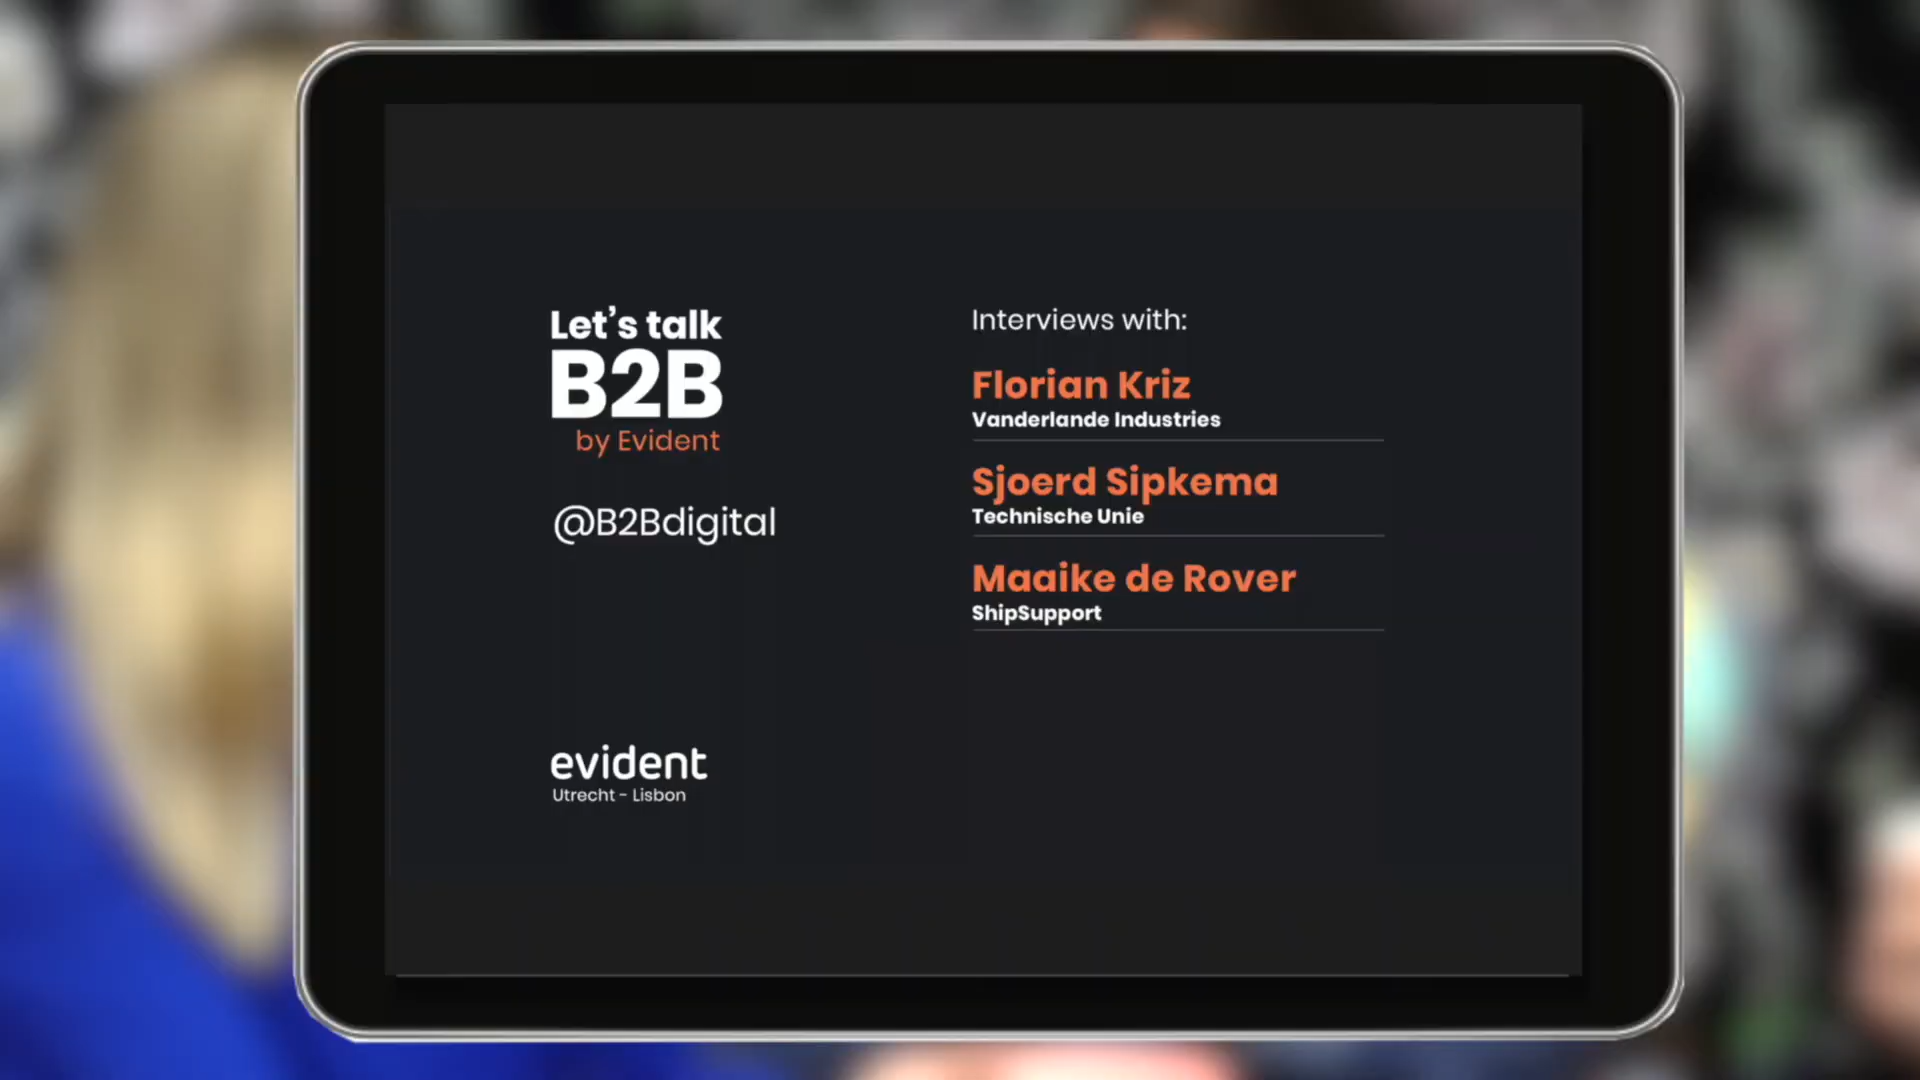 Let's talk
B2B
by Evident
@B2Bdigital
evident
Utrecht - Lisbon
Interviews with:
Florian Kriz
Vanderlande Industries
Sjoerd Sipkema
Technische Unie
Maaike de Rover
ShipSupport